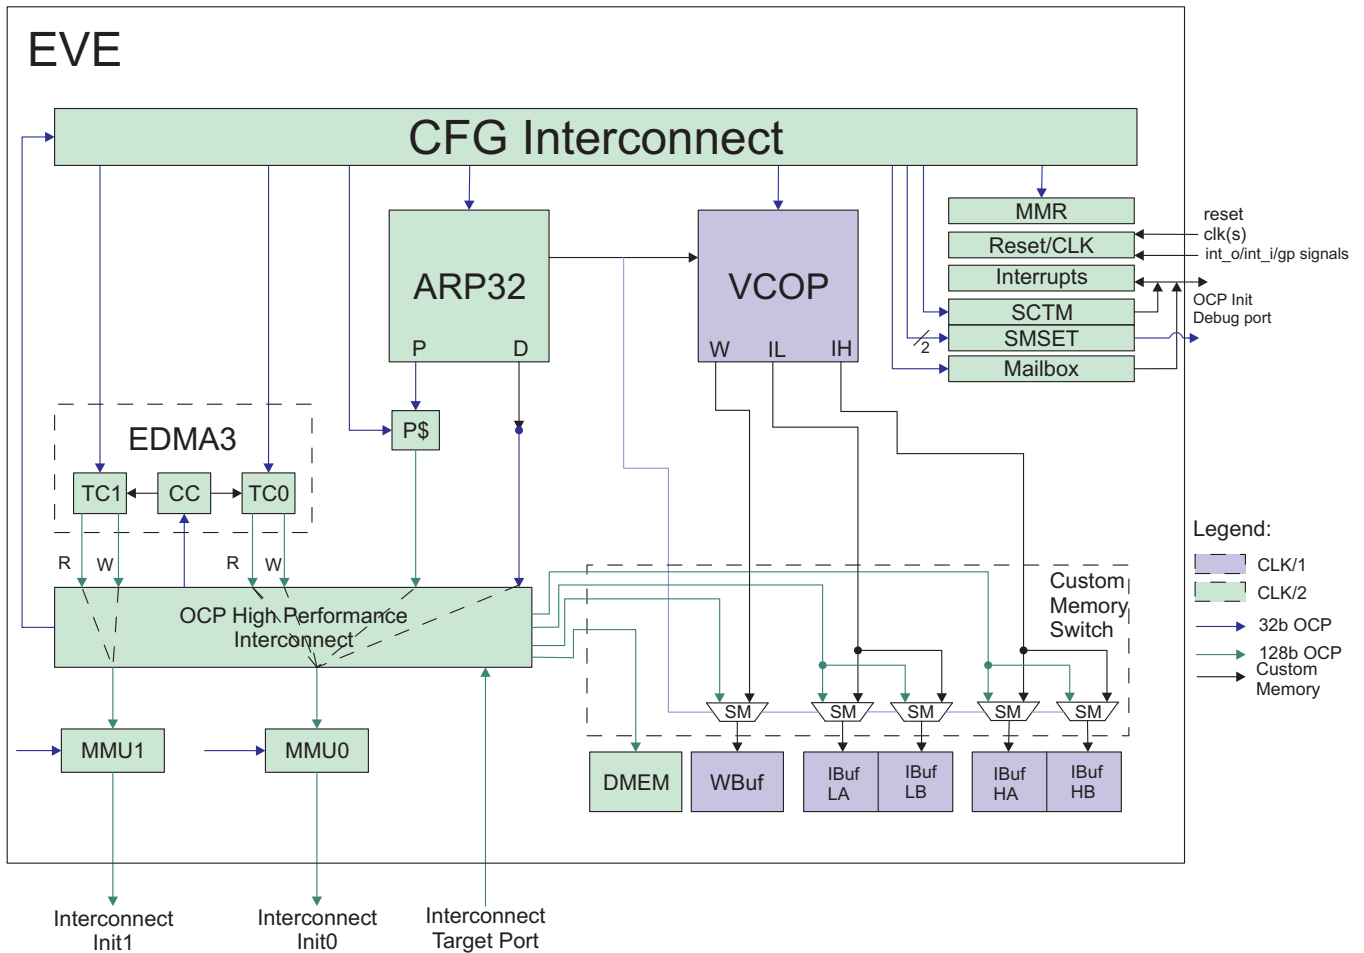 EVE
CFG Interconnect
MMR
reset
Reset/CLK
clk(s)
int_o/int_i/gp signals
ARP32
VCOP
Interrupts
OCP Init
Debug port
SCTM
SMSET
2
Mailbox
P
D
W
IL
IH
EDMA3
P$
TC1
CC
TC0
R
W
R
W
Legend:
CLK/1
CLK/2
32b OCP
128b OCP
Custom
Memory
OCP High Performance
Interconnect
Custom
Memory
Switch
SM
SM
SM
SM
SM
MMU1
MMU0
DMEM
WBuf
IBuf
LA
IBuf
LB
IBuf
HA
IBuf
HB
Interconnect
Init1
Interconnect
Init0
Interconnect
Target Port